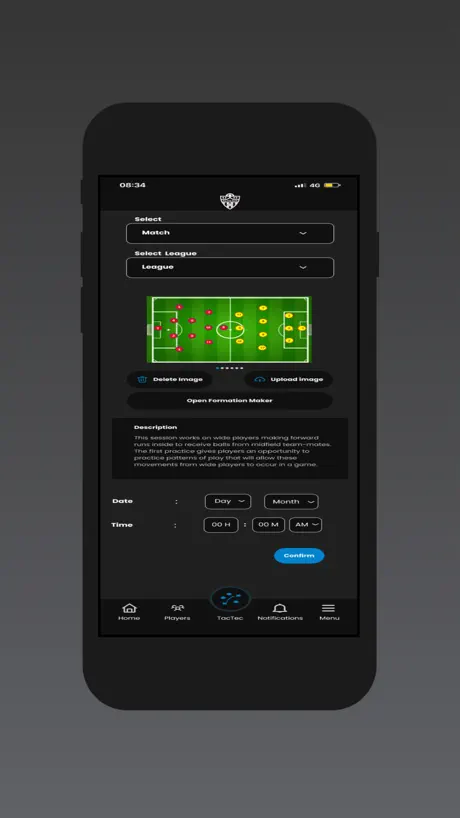 08:34
4G
Select
Match
Select League
League
Delete Image
Upload image
Open Formation Maker
Description
This session works on wide players making forward
runs inside to receive balls from midfield team-mates.
The first practice gives players an opportunity to
practice patterns of play that will allow these
movements from wide players to occur in a game.
Date : Day Month
Time : 00 H : 00 M AM
Confirm
Home Players TacTec Notifications Menu